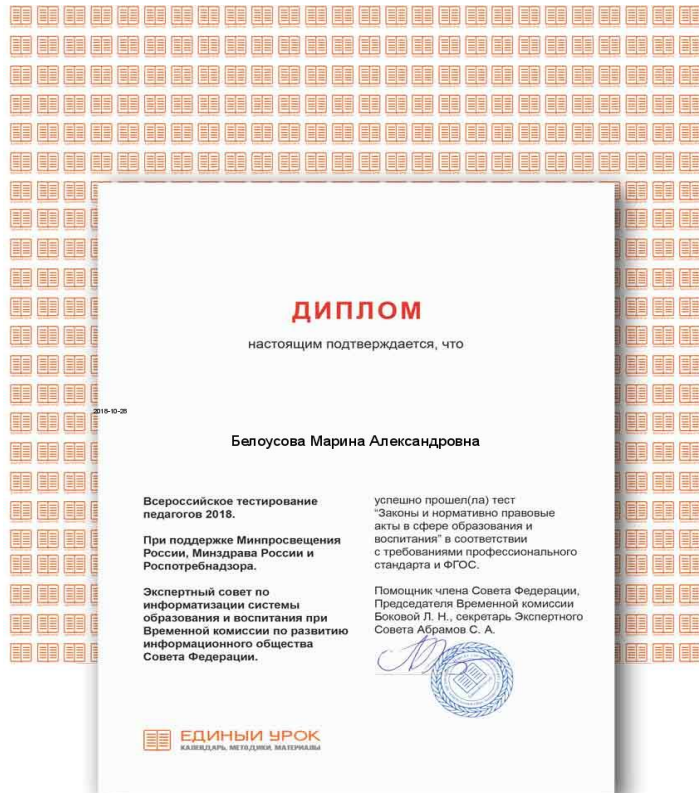 ДИПЛОМ
настоящим подтверждается, что
2018-10-28
Белоусова Марина Александровна
Всероссийское тестирование
педагогов 2018.
При поддержке Минпросвещения
России, Минздрава России и
Роспотребнадзора.
Экспертный совет по
информатизации системы
образования и воспитания при
Временной комиссии по развитию
информационного общества
Совета Федерации.
успешно прошел(ла) тест
"Законы и нормативно правовые
акты в сфере образования и
воспитания" в соответствии
с требованиями профессионального
стандарта и ФГОС.
Помощник члена Совета Федерации,
Председателя Временной комиссии
Боковой Л. Н., секретарь Экспертного
Совета Абрамов С. А.
ЕДИНЫЙ УРОК
КАЛЕНДАРЬ, МЕТОДИКИ, МАТЕРИАЛЫ